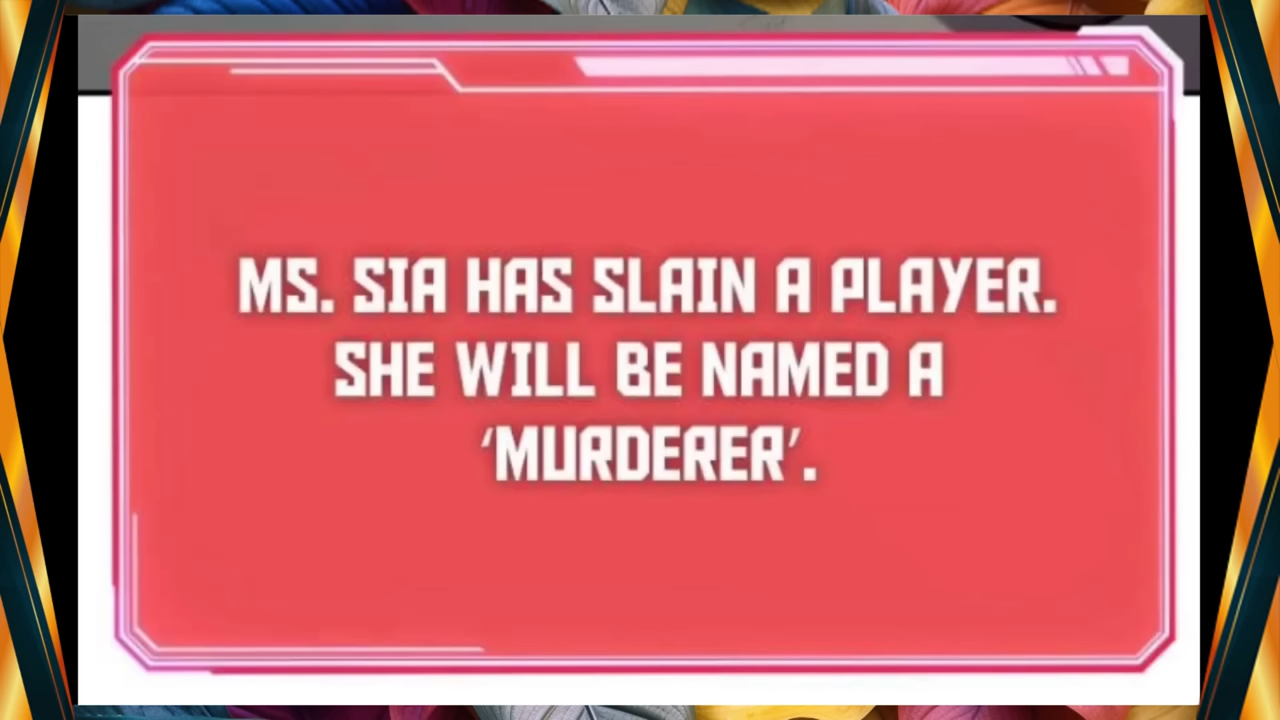 MS. SIA HAS SLAIN A PLAYER.
SHE WILL BE NAMED A
‘MURDERER’.